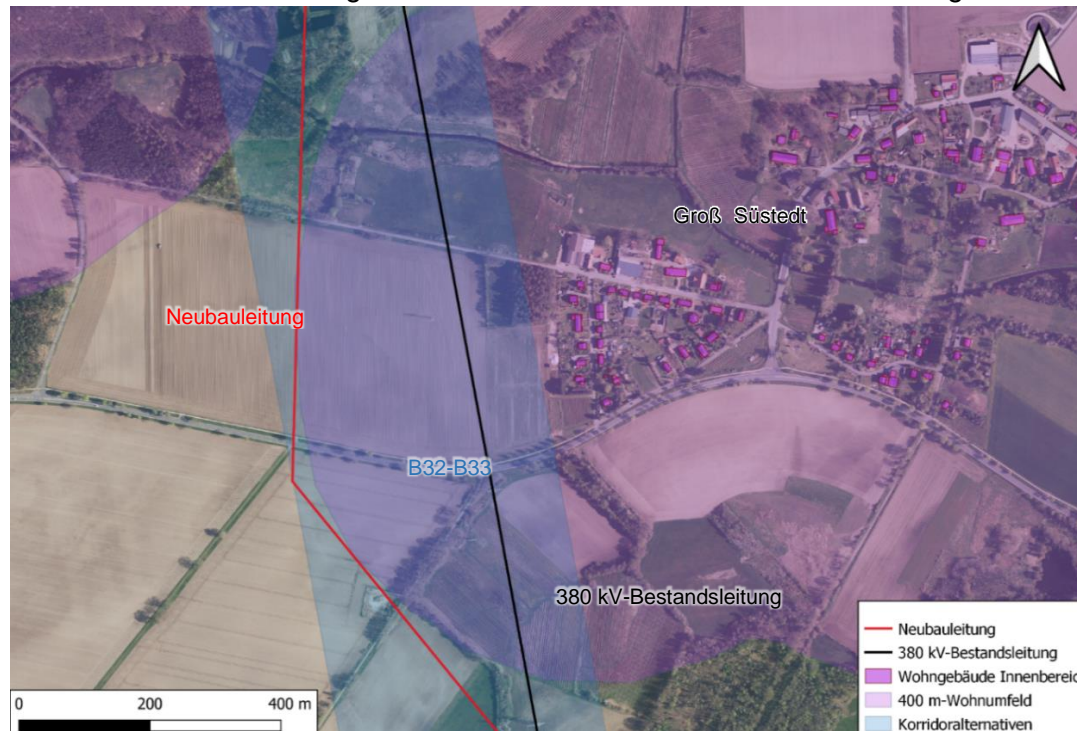 Groß Süstedt
Neubauleitung
B32-B33
380 kV-Bestandsleitung
Neubauleitung
380 kV-Bestandsleitung
Wohngebäude Innenbereic
400 m-Wohnumfeld
Korridoralternativen
0 200 400 m